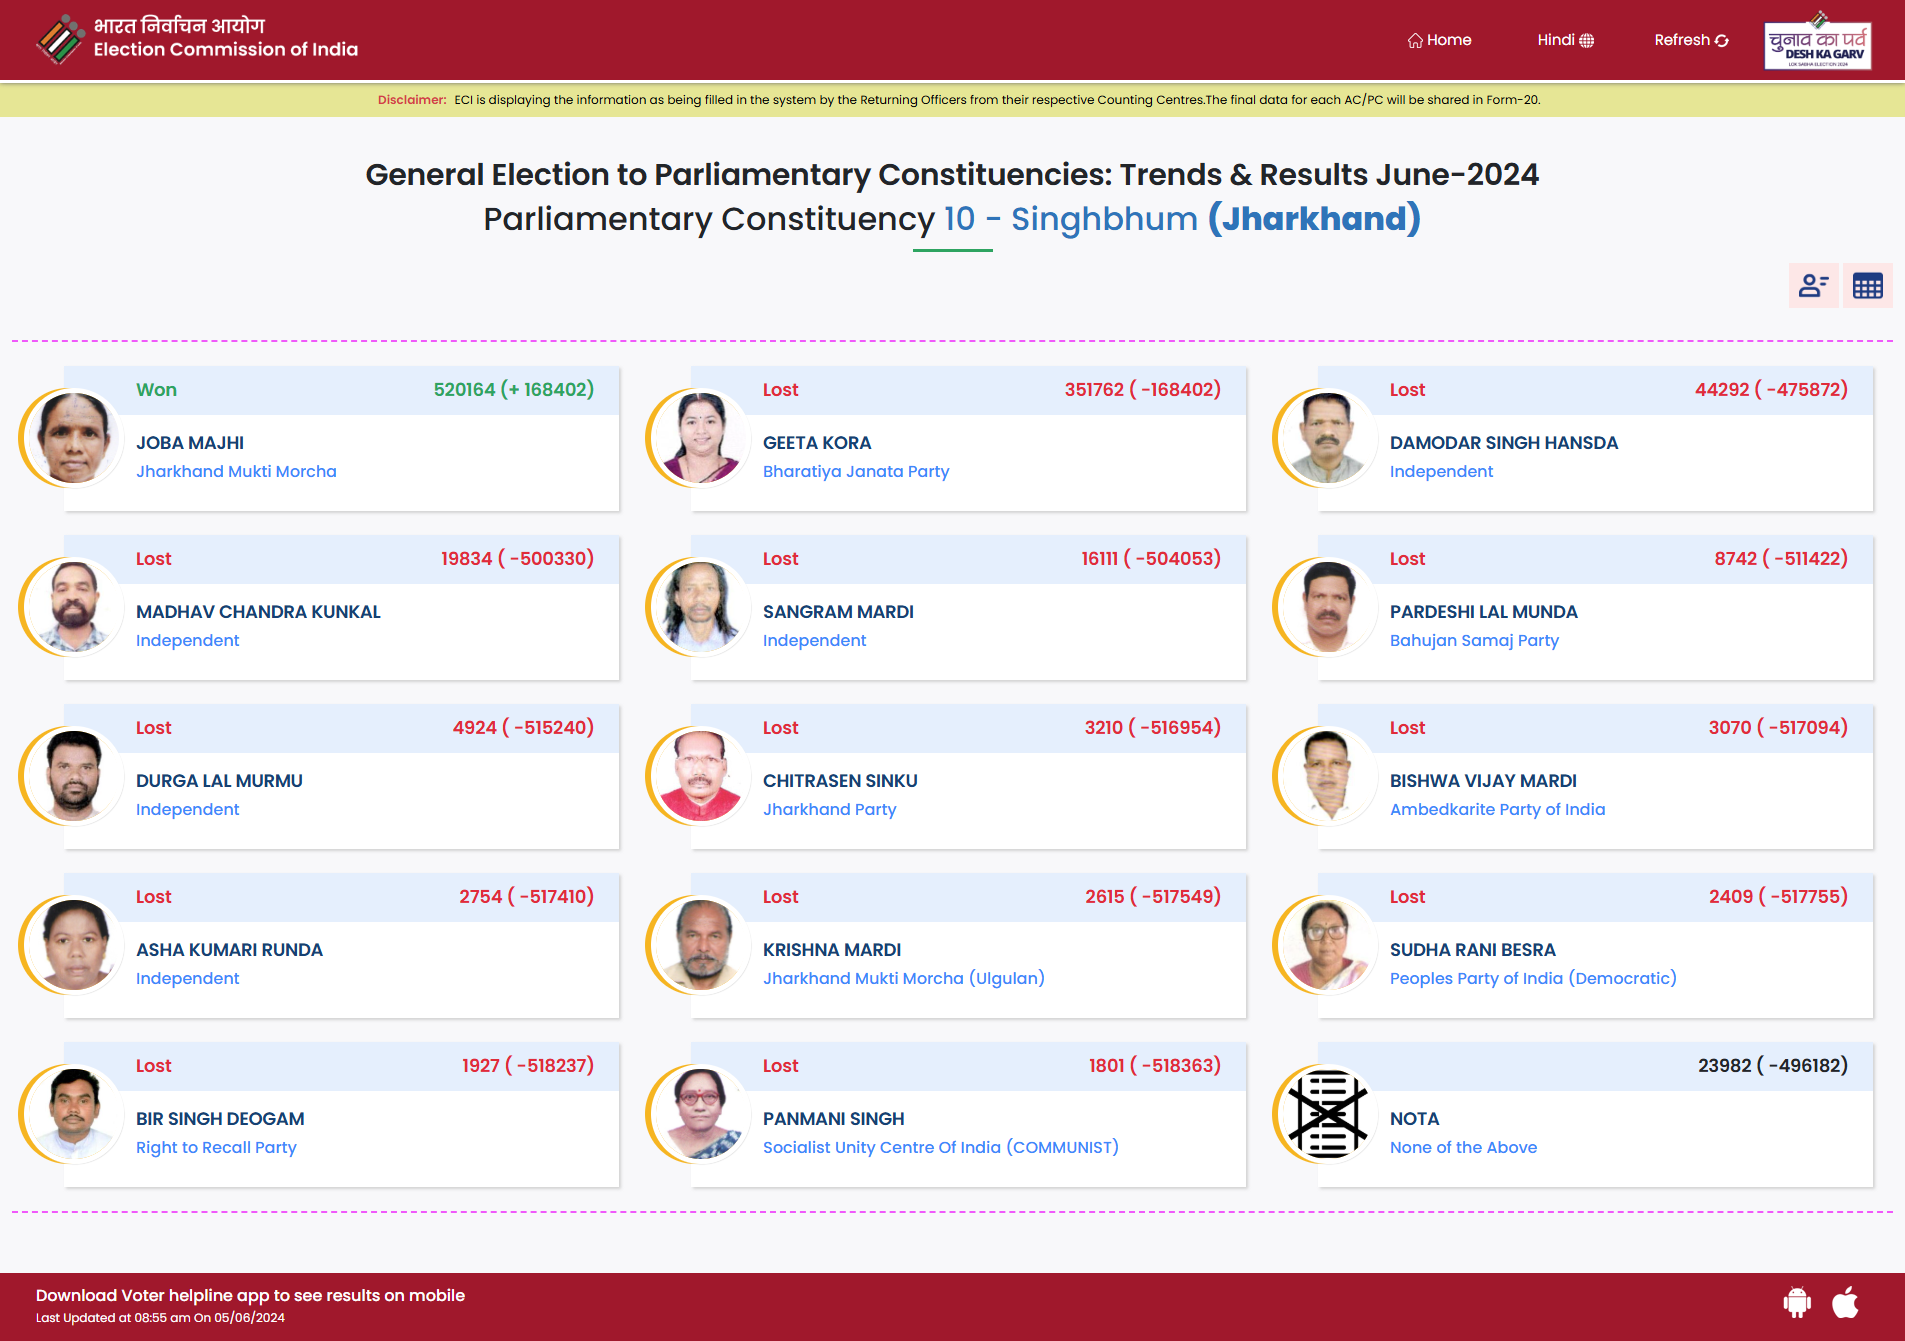 भारत निर्वाचन आयोग
Election Commission of India
Home
Hindi
Refresh
चुनाव का पर्व
DESH KA GARV
LOK SABHA ELECTION 2024
Disclaimer: ECI is displaying the information as being filled in the system by the Returning Officers from their respective Counting Centres.The final data for each AC/PC will be shared in Form-20.
General Election to Parliamentary Constituencies: Trends & Results June-2024
Parliamentary Constituency 10 - Singhbhum (Jharkhand)
Won 520164 (+ 168402)
JOBA MAJHI
Jharkhand Mukti Morcha
Lost 351762 ( -168402)
GEETA KORA
Bharatiya Janata Party
Lost 44292 ( -475872)
DAMODAR SINGH HANSDA
Independent
Lost 19834 ( -500330)
MADHAV CHANDRA KUNKAL
Independent
Lost 16111 ( -504053)
SANGRAM MARDI
Independent
Lost 8742 ( -511422)
PARDESHI LAL MUNDA
Bahujan Samaj Party
Lost 4924 ( -515240)
DURGA LAL MURMU
Independent
Lost 3210 ( -516954)
CHITRASEN SINKU
Jharkhand Party
Lost 3070 ( -517094)
BISHWA VIJAY MARDI
Ambedkarite Party of India
Lost 2754 ( -517410)
ASHA KUMARI RUNDA
Independent
Lost 2615 ( -517549)
KRISHNA MARDI
Jharkhand Mukti Morcha (Ulgulan)
Lost 2409 ( -517755)
SUDHA RANI BESRA
Peoples Party of India (Democratic)
Lost 1927 ( -518237)
BIR SINGH DEOGAM
Right to Recall Party
Lost 1801 ( -518363)
PANMANI SINGH
Socialist Unity Centre Of India (COMMUNIST)
23982 ( -496182)
NOTA
None of the Above
Download Voter helpline app to see results on mobile
Last Updated at 08:55 am On 05/06/2024